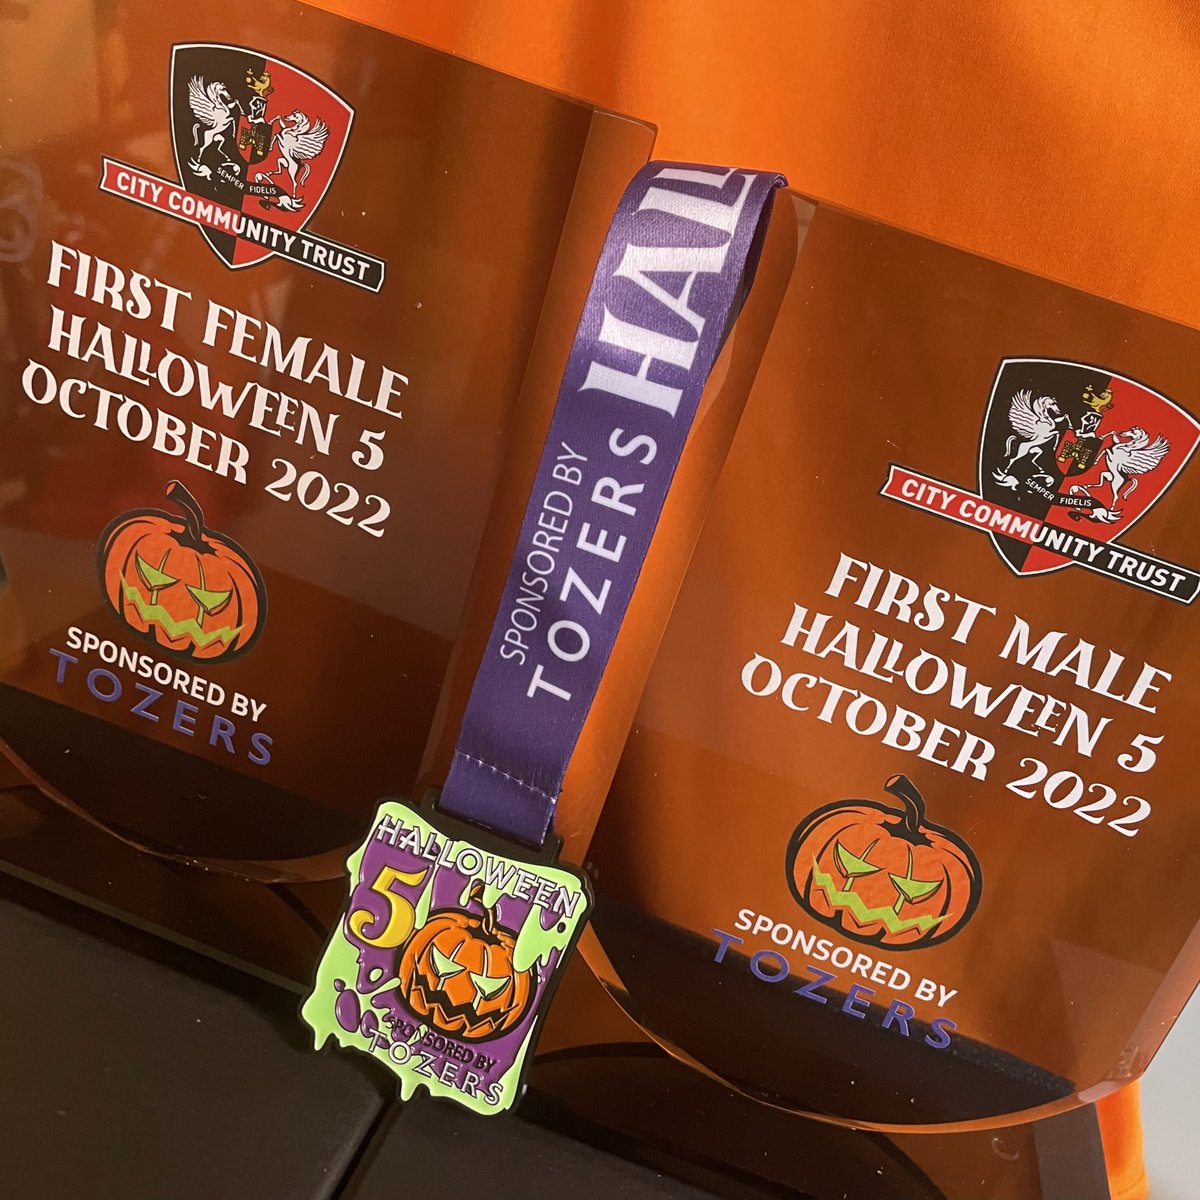 SEMPER FIDELIS
CITY COMMUNITY TRUST
FIRST FEMALE
HALLOWEEN 5
OCTOBER 2022
SPONSORED BY
TOZERS
HAL
SPONSORED BY
TOZERS
HALLOWEEN
5
SPONSORED BY
TOZERS
SEMPER FIDELIS
CITY COMMUNITY TRUST
FIRST MALE
HALLOWEEN 5
OCTOBER 2022
SPONSORED BY
TOZERS